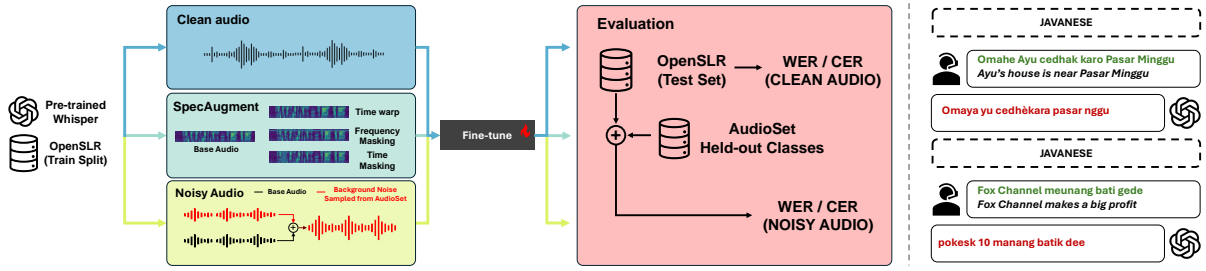 Pre-trained
Whisper
OpenSLR
(Train Split)
Clean audio
SpecAugment
Base Audio
Time warp
Frequency
Masking
Time
Masking
Noisy Audio
Base Audio
Background Noise
Sampled from AudioSet
Fine-tune
Evaluation
OpenSLR
(Test Set)
WER / CER
(CLEAN AUDIO)
AudioSet
Held-out Classes
WER / CER
(NOISY AUDIO)
JAVANESE
Omahe Ayu cedhak karo Pasar Minggu
Ayu's house is near Pasar Minggu
Omaya yu cedhèkara pasar nggu
JAVANESE
Fox Channel meunang bati gede
Fox Channel makes a big profit
pokesk 10 manang batik dee